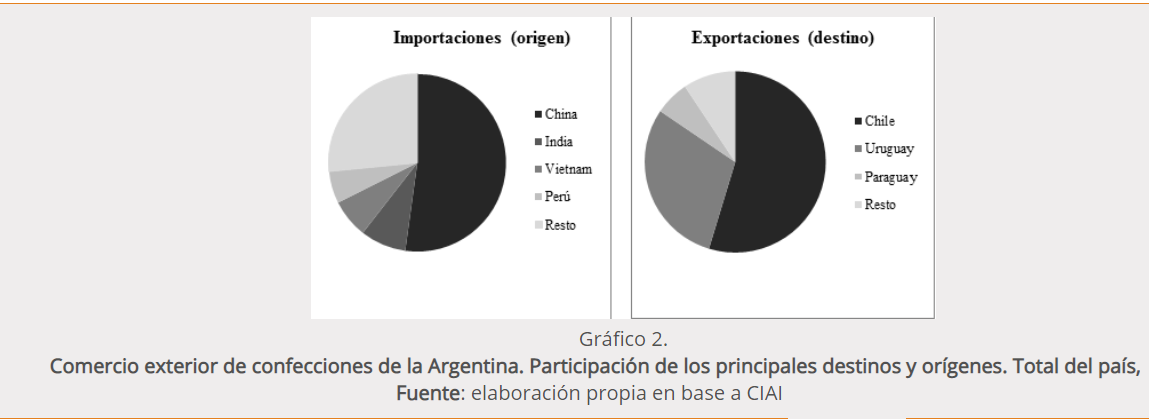 Importaciones (origen)
China
India
Vietnam
Perú
Resto
Exportaciones (destino)
Chile
Uruguay
Paraguay
Resto
Gráfico 2.
Comercio exterior de confecciones de la Argentina. Participación de los principales destinos y orígenes. Total del país,
Fuente: elaboración propia en base a CIAI